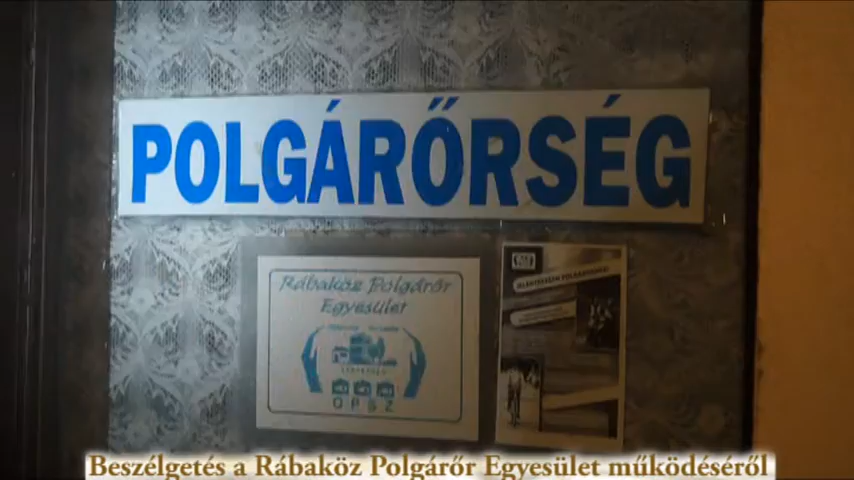 POLGÁRŐRSÉG
Rábaköz Polgárőr
Egyesület
OPSZ
Beszélgetés a Rábaköz Polgárőr Egyesület működéséről